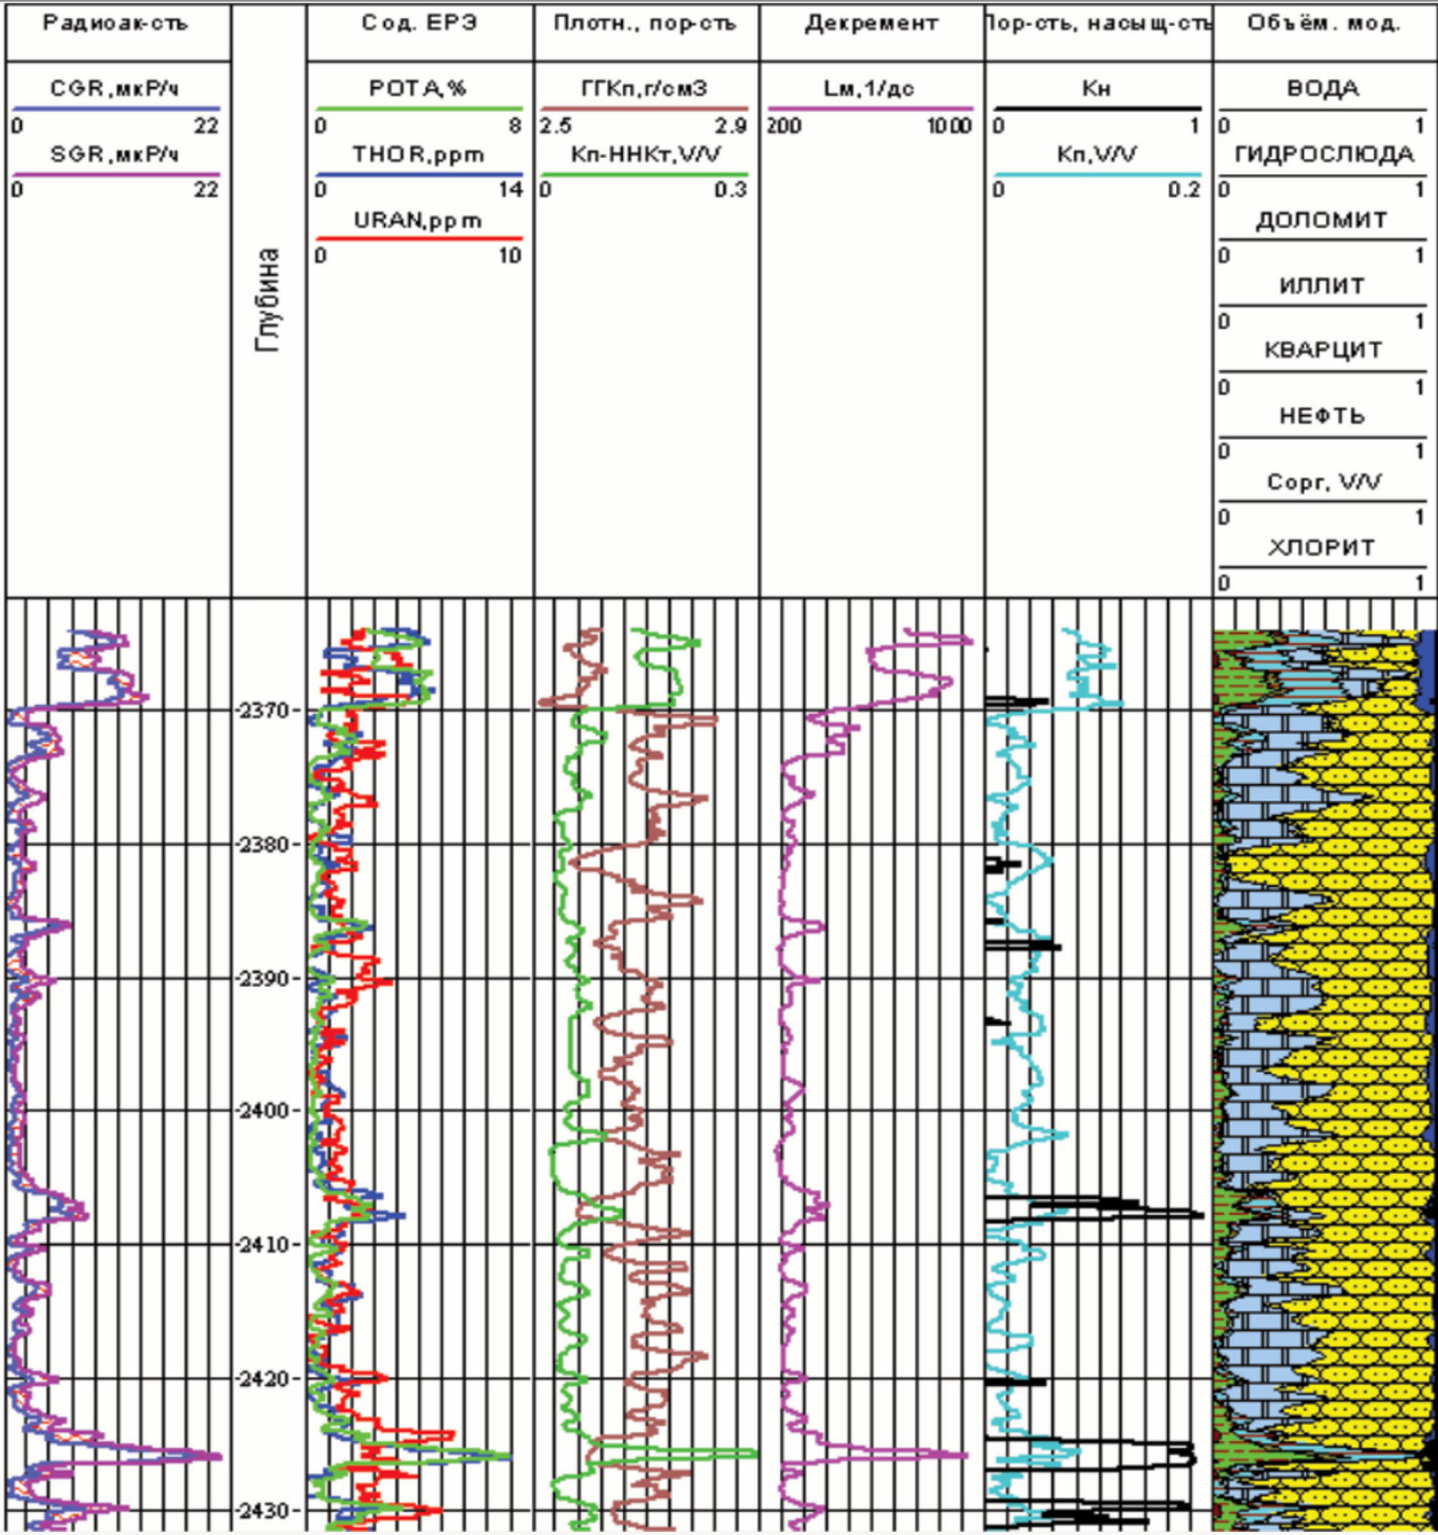 Радиоак-сть
CGR,мкР/ч
0 22
SGR,мкР/ч
0 22
Глубина
Сод. ЕРЭ
POTA,%
0 8
THOR,ppm
0 14
URAN,ppm
0 10
Плотн., пор-сть
ГГКп,г/см3
2.5 2.9
Кп-ННКт,V/V
0 0.3
Декремент
Lм,1/дс
200 1000
Пор-сть, насыщ-сть
Кн
0 1
Кп,V/V
0 0.2
Объём. мод.
ВОДА
0 1
ГИДРОСЛЮДА
0 1
ДОЛОМИТ
0 1
ИЛЛИТ
0 1
КВАРЦИТ
0 1
НЕФТЬ
0 1
Сорг, V/V
0 1
ХЛОРИТ
0 1
-2370-
-2380-
-2390-
-2400-
-2410-
-2420-
-2430-